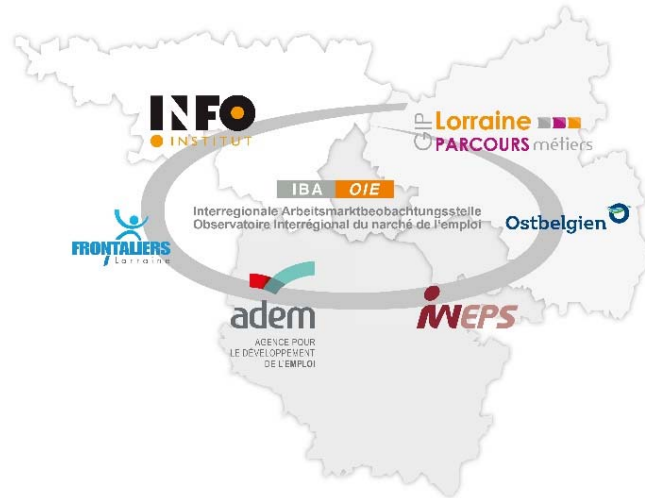 INFO
INSTITUT
GIP Lorraine
PARCOURS métiers
IBA OIE
Interregionale Arbeitsmarktbeobachtungsstelle
Observatoire Interrégional du narché de l'emploi
Ostbelgien
FRONTALIERS
Lorraine
adem
AGENCE POUR
LE DÉVELOPPEMENT
DE L'EMPLOI
iWEPS